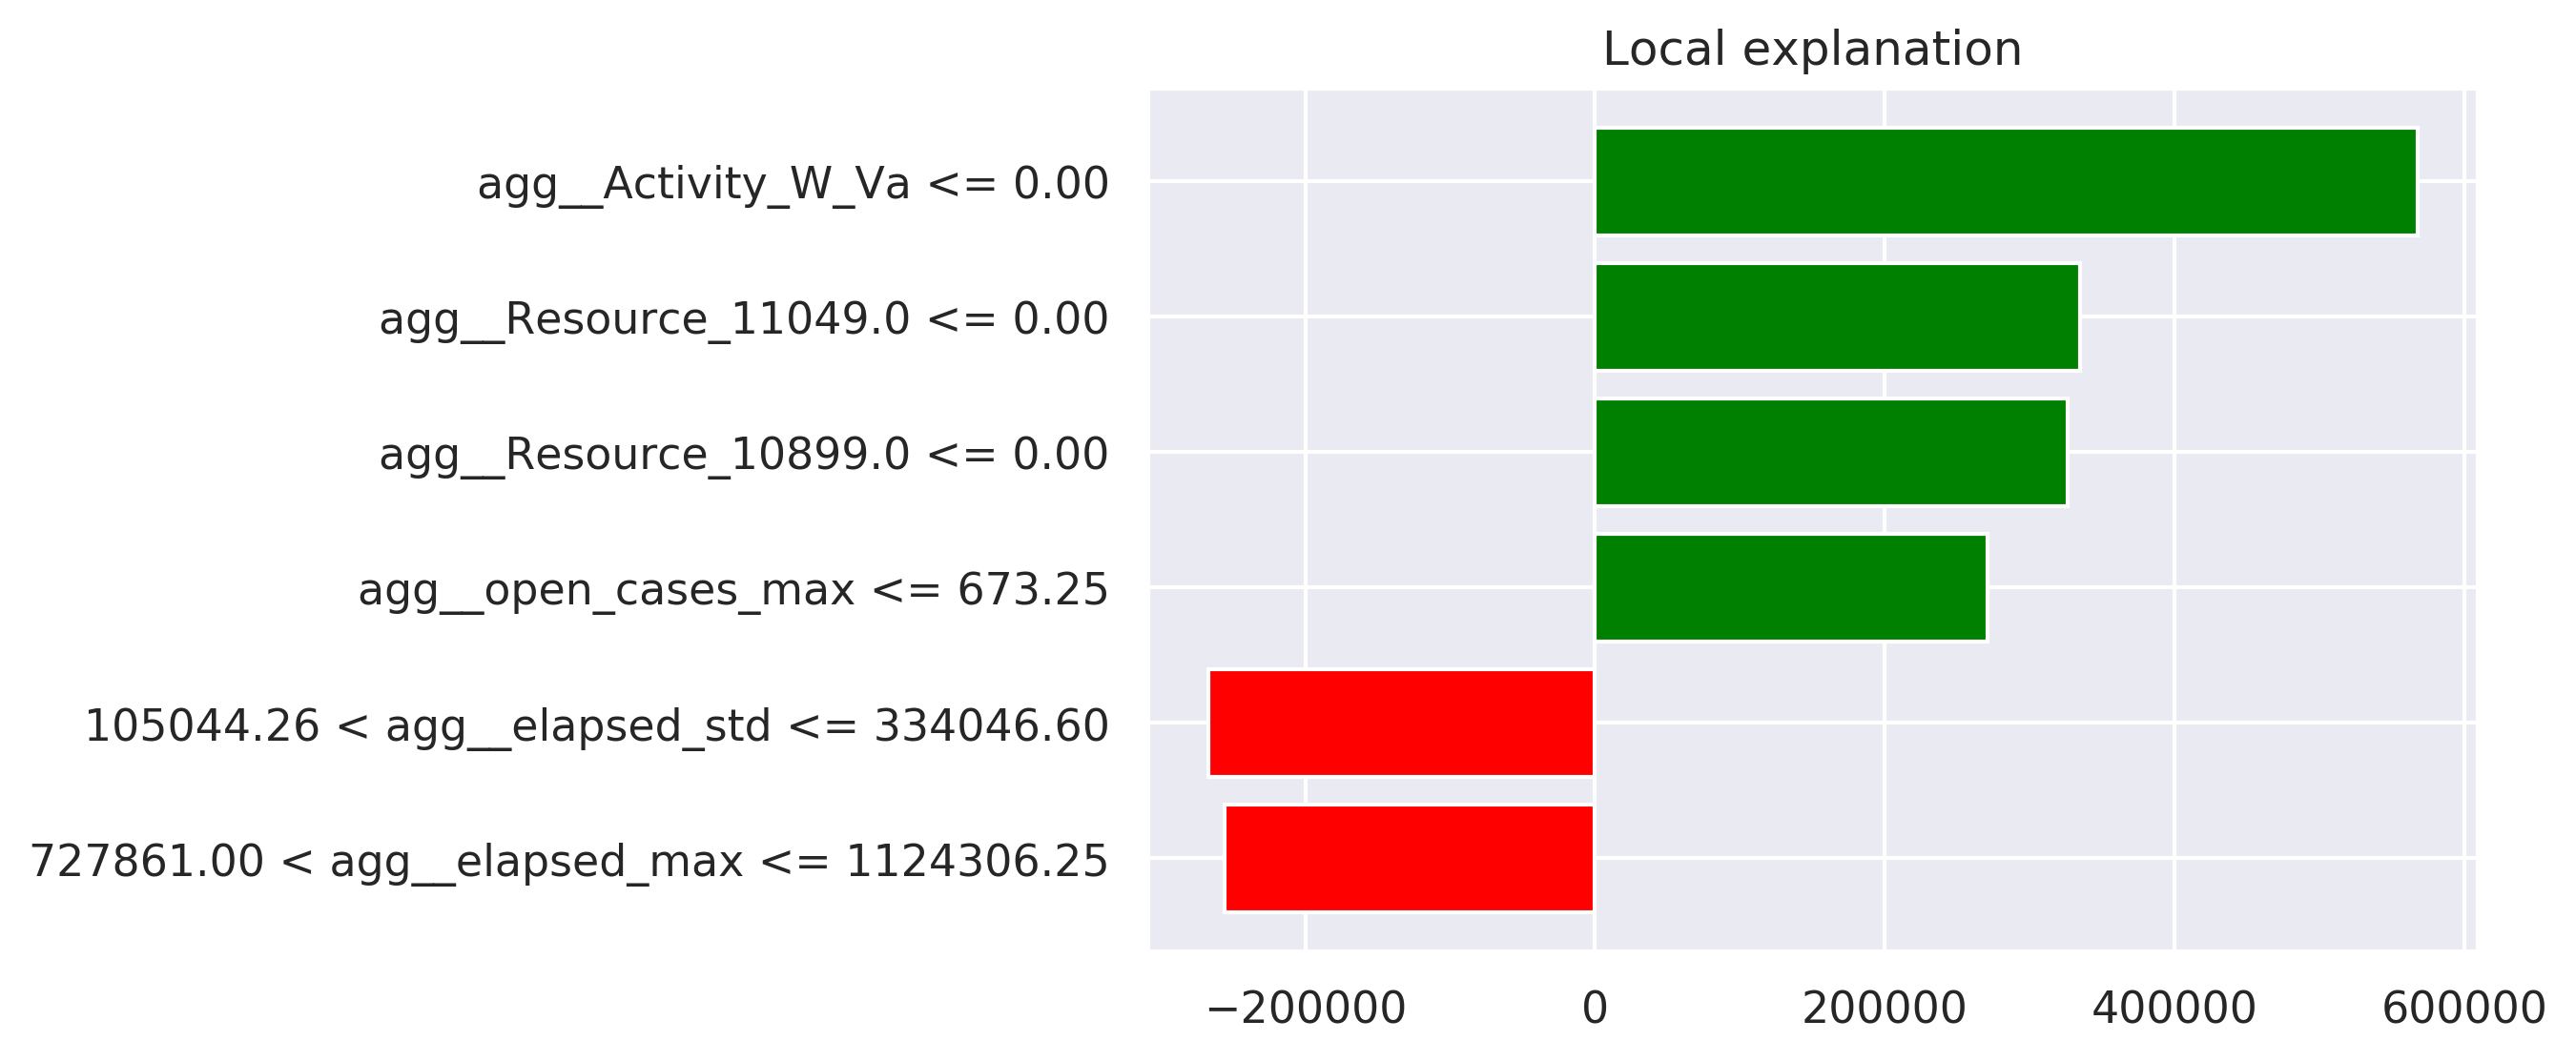 Local explanation
agg__Activity_W_Va <= 0.00
agg__Resource_11049.0 <= 0.00
agg__Resource_10899.0 <= 0.00
agg__open_cases_max <= 673.25
105044.26 < agg__elapsed_std <= 334046.60
727861.00 < agg__elapsed_max <= 1124306.25
−200000 0 200000 400000 600000